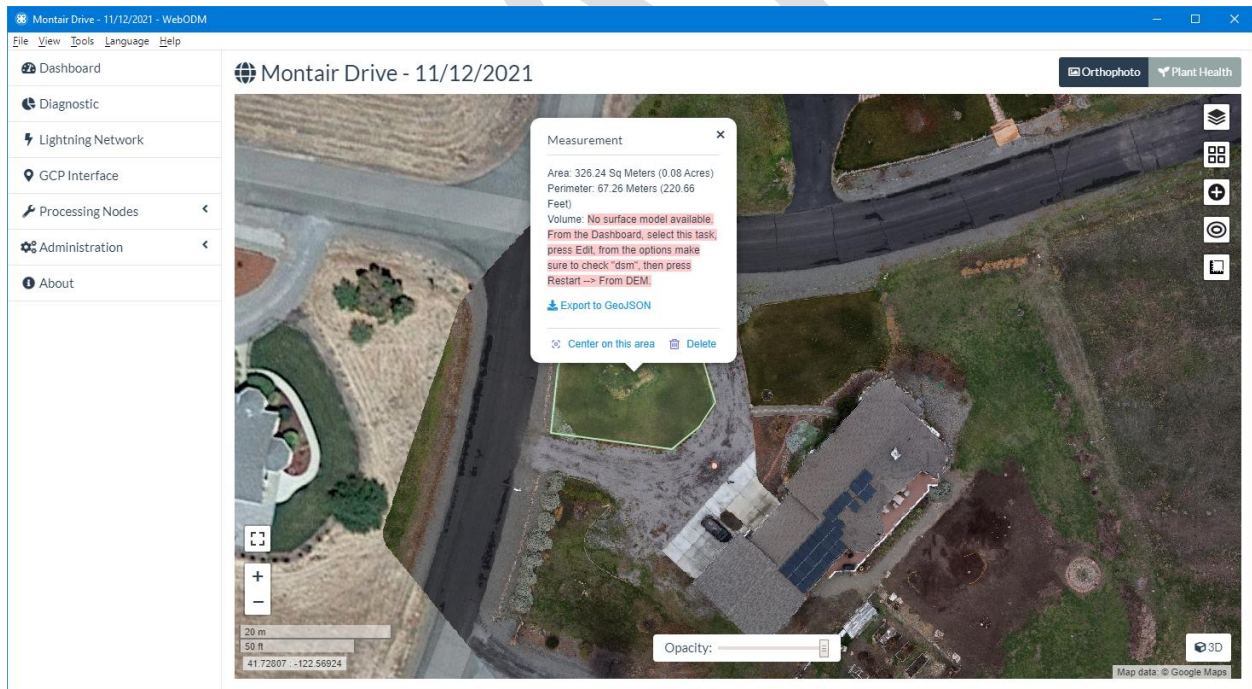 Montair Drive - 11/12/2021 - WebODM
File View Tools Language Help
Dashboard
Diagnostic
Lightning Network
GCP Interface
Processing Nodes
Administration
About
Montair Drive - 11/12/2021
Orthophoto
Plant Health
Measurement
Area: 326.24 Sq Meters (0.08 Acres)
Perimeter: 67.26 Meters (220.66
Feet)
Volume: No surface model available.
From the Dashboard, select this task,
press Edit, from the options make
sure to check "dsm", then press
Restart --> From DEM.
Export to GeoJSON
Center on this area Delete
+
−
20 m
50 ft
41.72807 : -122.56924
Opacity:
3D
Map data: © Google Maps